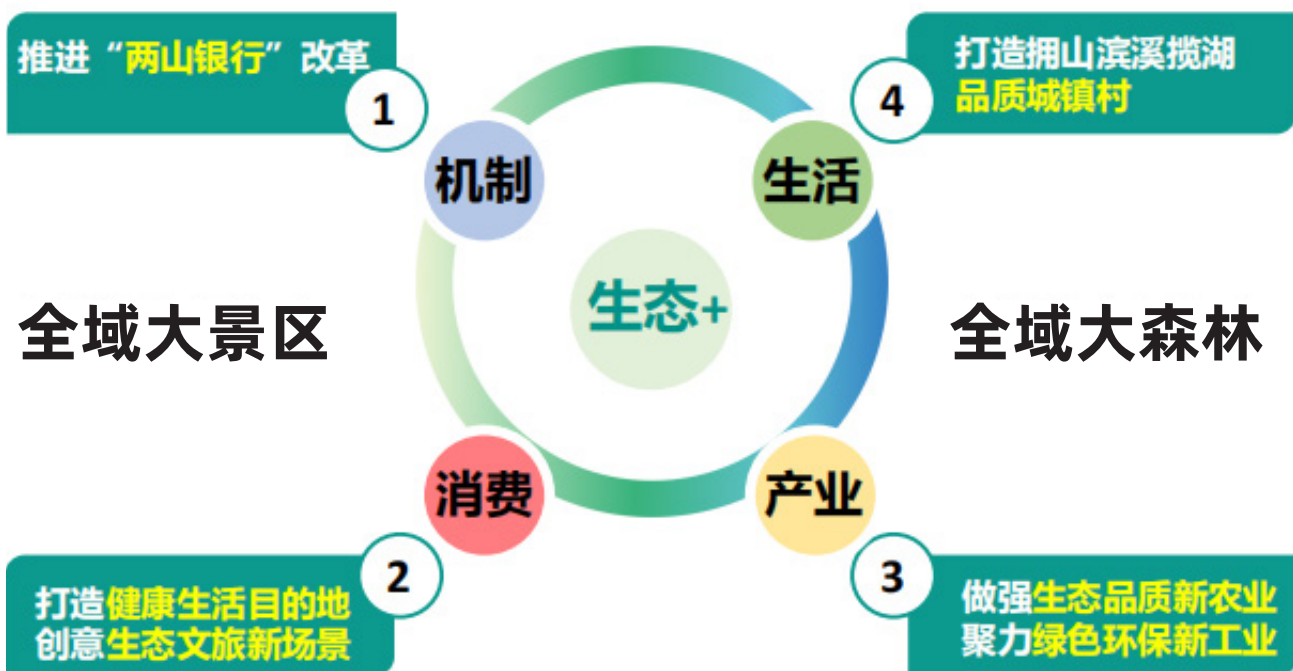 推进“两山银行”改革
1
机制
4
打造拥山滨溪揽湖
品质城镇村
生活
生态+
全域大景区
全域大森林
消费
2
打造健康生活目的地
创意生态文旅新场景
产业
3
做强生态品质新农业
聚力绿色环保新工业